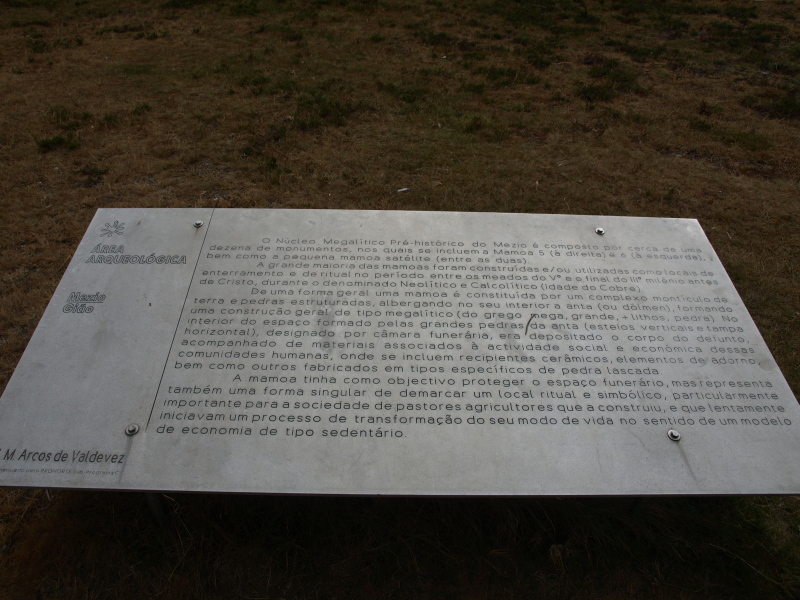 ÁREA
ARQUEOLÓGICA
Mezio
Gião
O Núcleo Megalítico Pré-histórico do Mezio é composto por cerca de uma
dezena de monumentos, nos quais se incluem a Mamoa 5 (à direita) e 6 (à esquerda),
bem como a pequena mamoa satélite (entre as duas).
A grande maioria das mamoas foram construídas e/ou utilizadas como locais de
enterramento e de ritual no período entre os meados do Vº e o final do IIIº milénio antes
de Cristo, durante o denominado Neolítico e Calcolítico (Idade do Cobre).
De uma forma geral uma mamoa é constituída por um complexo montículo de
terra e pedras estruturadas, albergando no seu interior a anta (ou dólmen), formando
uma construção geral de tipo megalítico (do grego mega, grande, + lithos, pedra). No
interior do espaço formado pelas grandes pedras da anta (esteios verticais e tampa
horizontal), designado por câmara funerária, era depositado o corpo do defunto,
acompanhado de materiais associados à actividade social e económica dessas
comunidades humanas, onde se incluem recipientes cerâmicos, elementos de adorno,
bem como outros fabricados em tipos específicos de pedra lascada.
A mamoa tinha como objectivo proteger o espaço funerário, mas representa
também uma forma singular de demarcar um local ritual e simbólico, particularmente
importante para a sociedade de pastores agricultores que a construiu, e que lentamente
iniciavam um processo de transformação do seu modo de vida no sentido de um modelo
de economia de tipo sedentário.
M. Arcos de Valdevez